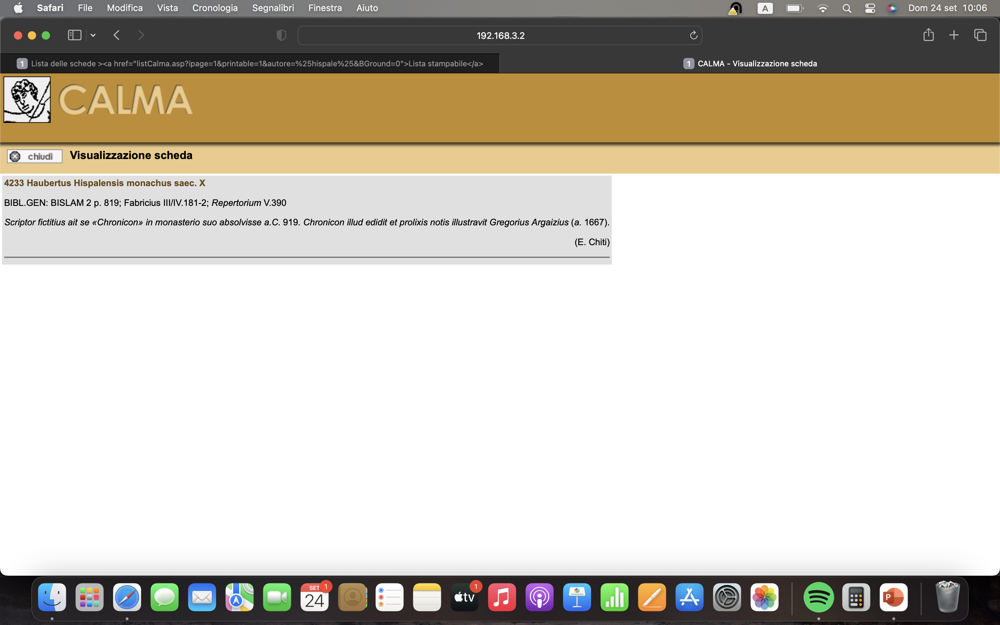 Safari File Modifica Vista Cronologia Segnalibri Finestra Aiuto A Dom 24 set 10:06
192.168.3.2
1 Lista delle schede ><a href="listCalma.asp?ipage=1&printable=1&autore=%25hispale%25&BGround=0">Lista stampabile</a> 1 CALMA - Visualizzazione scheda
CALMA
chiudi Visualizzazione scheda
4233 Haubertus Hispalensis monachus saec. X
BIBL.GEN: BISLAM 2 p. 819; Fabricius III/IV.181-2; Repertorium V.390
Scriptor fictitius ait se «Chronicon» in monasterio suo absolvisse a.C. 919. Chronicon illud edidit et prolixis notis illustravit Gregorius Argaizius (a. 1667).
(E. Chiti)
SET 1 1
24 tv P